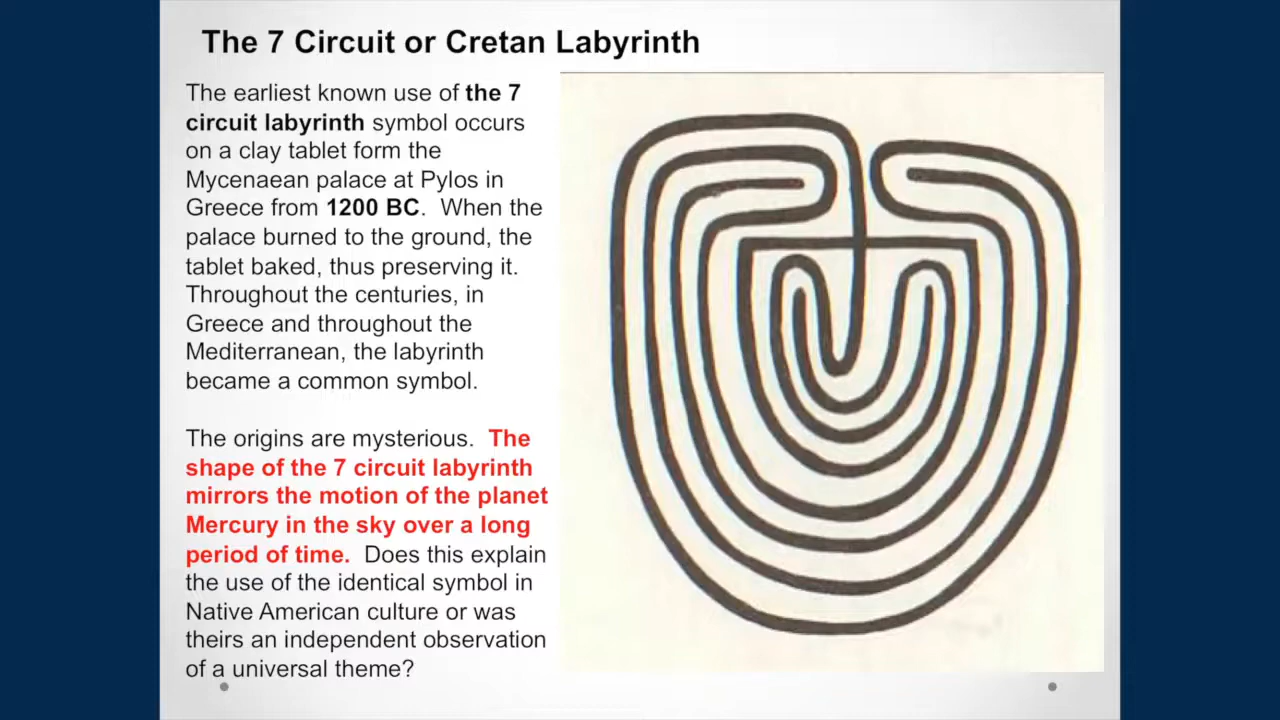 The 7 Circuit or Cretan Labyrinth
The earliest known use of the 7
circuit labyrinth symbol occurs
on a clay tablet form the
Mycenaean palace at Pylos in
Greece from 1200 BC. When the
palace burned to the ground, the
tablet baked, thus preserving it.
Throughout the centuries, in
Greece and throughout the
Mediterranean, the labyrinth
became a common symbol.
The origins are mysterious. The
shape of the 7 circuit labyrinth
mirrors the motion of the planet
Mercury in the sky over a long
period of time. Does this explain
the use of the identical symbol in
Native American culture or was
theirs an independent observation
of a universal theme?